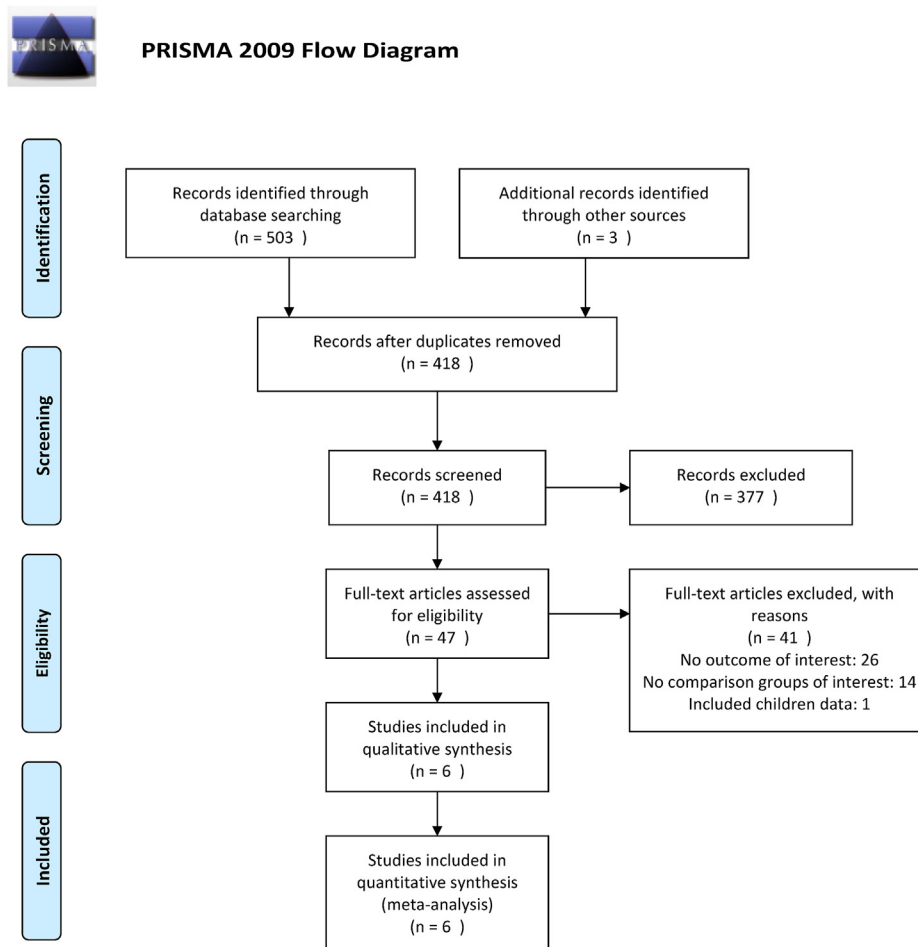 PRISMA
PRISMA 2009 Flow Diagram
Identification
Records identified through
database searching
(n = 503  )
Additional records identified
through other sources
(n = 3  )
Records after duplicates removed
(n = 418  )
Screening
Records screened
(n = 418  )
Records excluded
(n = 377  )
Eligibility
Full-text articles assessed
for eligibility
(n = 47  )
Full-text articles excluded, with
reasons
(n = 41  )
No outcome of interest: 26
No comparison groups of interest: 14
Included children data: 1
Studies included in
qualitative synthesis
(n = 6  )
Included
Studies included in
quantitative synthesis
(meta-analysis)
(n = 6  )